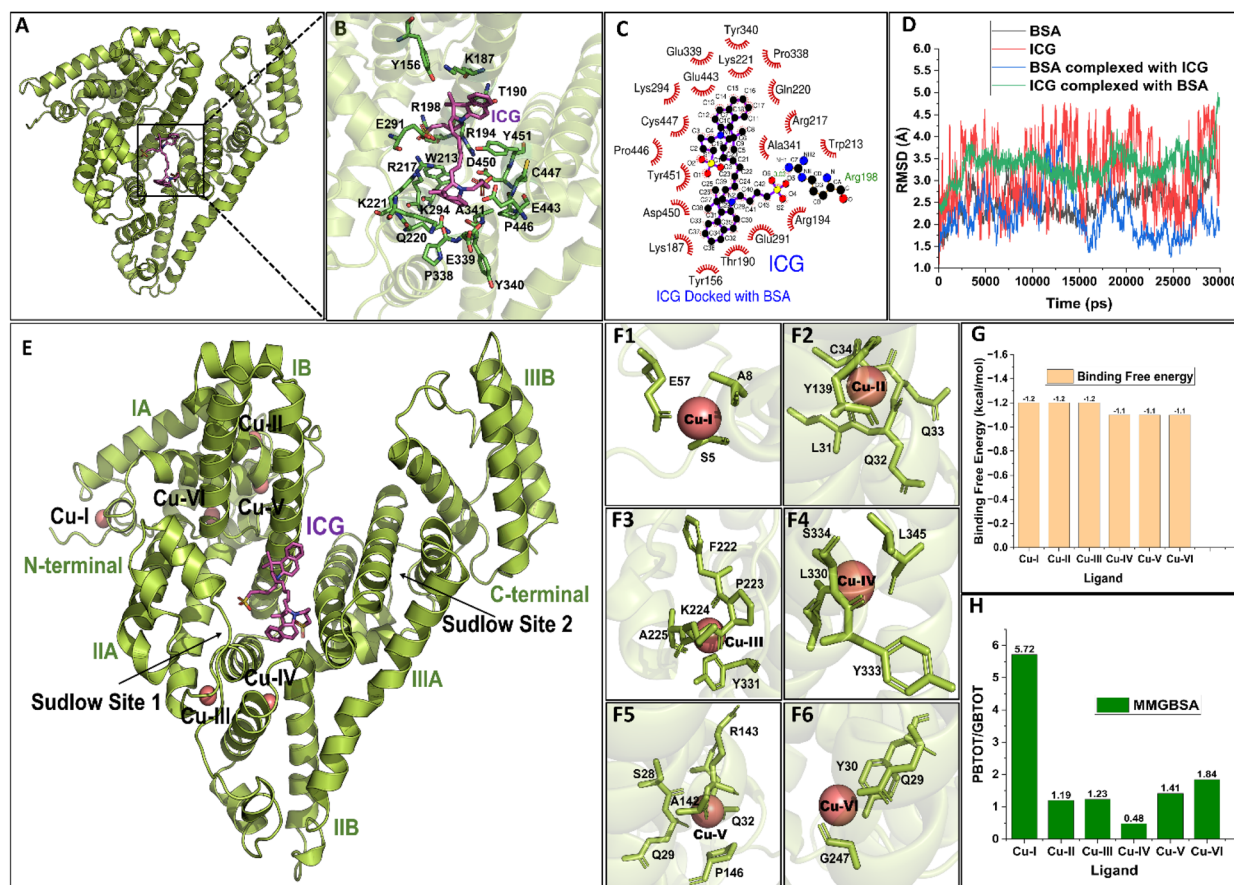 A
B
Y156
K187
T190
R198
ICG
E291
R194
Y451
W213
D450
R217
C447
K221
K294
A341
E443
Q220
P446
E339
P338
Y340
C
Tyr340
Glu339
Lys221
Pro338
Lys294
Glu443
Gln220
Cys447
Arg217
Pro446
Ala341
Trp213
Tyr451
Arg198
Asp450
Arg194
Lys187
Glu291
Thr190
ICG
Tyr156
ICG Docked with BSA
D
BSA
ICG
BSA complexed with ICG
ICG complexed with BSA
RMSD (Å)
6.0
5.5
5.0
4.5
4.0
3.5
3.0
2.5
2.0
1.5
1.0
0 5000 10000 15000 20000 25000 30000
Time (ps)
E
IB
IIIB
IA
Cu-II
Cu-VI
Cu-V
Cu-I
ICG
N-terminal
C-terminal
Sudlow Site 2
IIA
Cu-IV
IIIA
Sudlow Site 1
Cu-III
IIB
F1
E57
A8
Cu-I
S5
F2
C34
Cu-II
Y139
Q33
L31
Q32
F3
F222
P223
K224
A225
Cu-III
Y331
F4
S334
L345
L330
Cu-IV
Y333
F5
R143
S28
A142
Q32
Cu-V
Q29
P146
F6
Y30
Q29
Cu-VI
G247
G
Binding Free energy
Binding Free Energy (kcal/mol)
−2.0
−1.8
−1.6
−1.4
−1.2
−1.0
−0.8
−0.6
−0.4
−0.2
0.0
-1.2 -1.2 -1.2 -1.1 -1.1 -1.1
Cu-I Cu-II Cu-III Cu-IV Cu-V Cu-VI
Ligand
H
MMGBSA
PBTOT/GBTOT
6
5
4
3
2
1
0
5.72
1.19
1.23
0.48
1.41
1.84
Cu-I Cu-II Cu-III Cu-IV Cu-V Cu-VI
Ligand